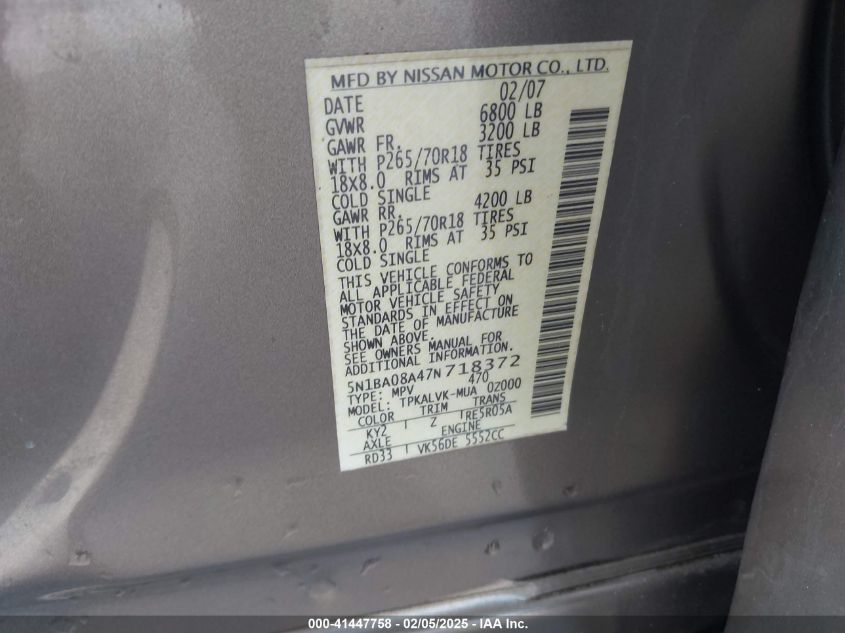 MFD BY NISSAN MOTOR CO., LTD.
DATE 02/07
GVWR 6800 LB
GAWR FR. 3200 LB
WITH P265/70R18 TIRES
18X8.0 RIMS AT 35 PSI
COLD SINGLE
GAWR RR. 4200 LB
WITH P265/70R18 TIRES
18X8.0 RIMS AT 35 PSI
COLD SINGLE
THIS VEHICLE CONFORMS TO
ALL APPLICABLE FEDERAL
MOTOR VEHICLE SAFETY
STANDARDS IN EFFECT ON
THE DATE OF MANUFACTURE
SHOWN ABOVE.
SEE OWNERS MANUAL FOR
ADDITIONAL INFORMATION.
5N1BA08A47N718372
TYPE: MPV 470
MODEL: TPKALVK-MUA 0Z000
COLOR TRIM TRANS
KY2 Z RE5R05A
AXLE ENGINE
RD33 VK56DE 5552CC
000-41447758 - 02/05/2025 - IAA Inc.